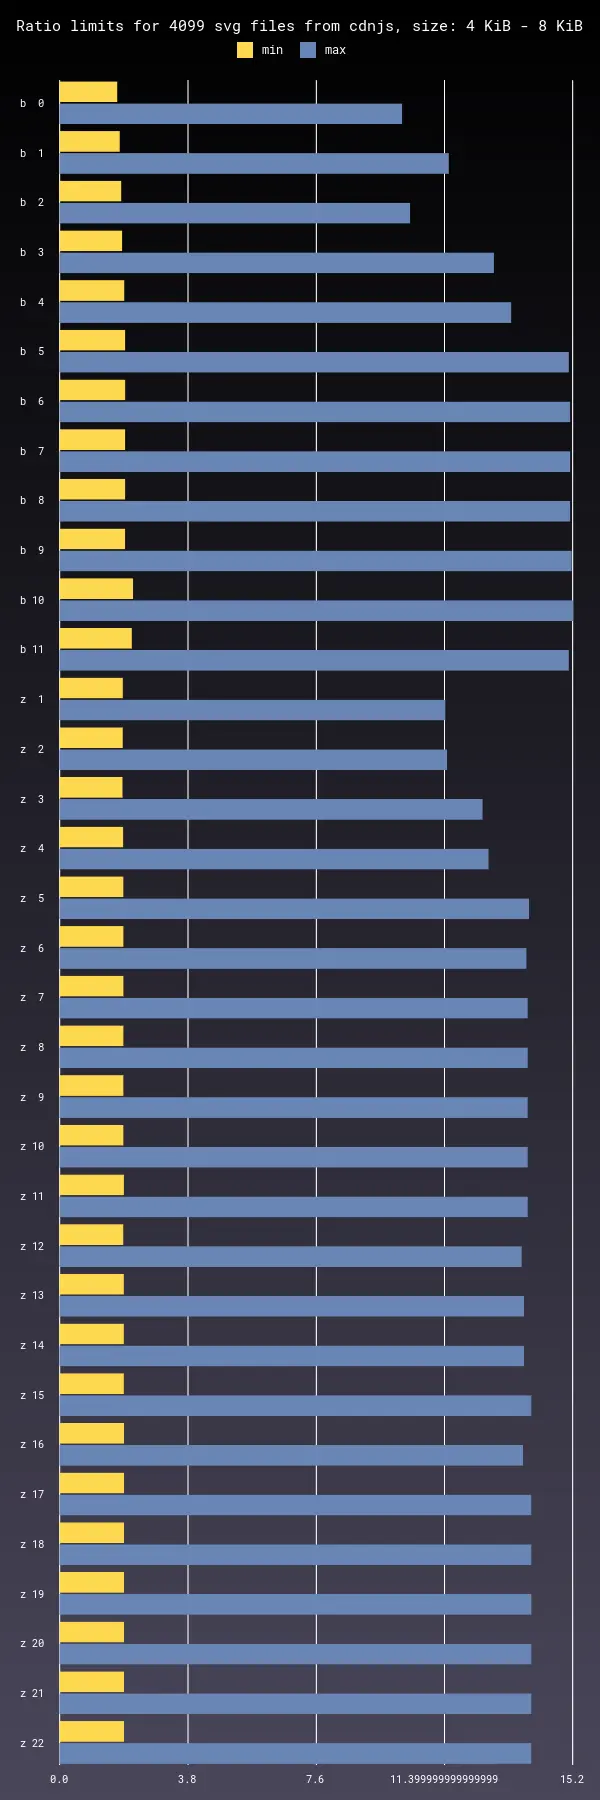 Ratio limits for 4099 svg files from cdnjs, size: 4 KiB - 8 KiB
min max
b 0
b 1
b 2
b 3
b 4
b 5
b 6
b 7
b 8
b 9
b 10
b 11
z 1
z 2
z 3
z 4
z 5
z 6
z 7
z 8
z 9
z 10
z 11
z 12
z 13
z 14
z 15
z 16
z 17
z 18
z 19
z 20
z 21
z 22
0.0 3.8 7.6 11.399999999999999 15.2